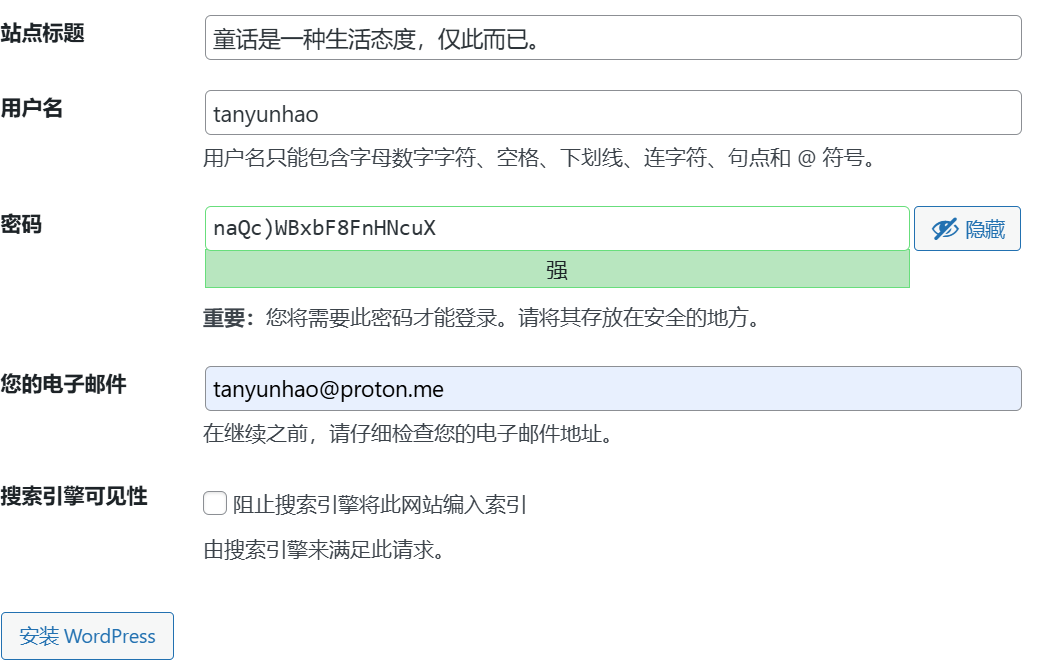 站点标题
童话是一种生活态度，仅此而已。
用户名
tanyunhao
用户名只能包含字母数字字符、空格、下划线、连字符、句点和 @ 符号。
密码
naQc)WBxbF8FnHNcuX
隐藏
强
重要：您将需要此密码才能登录。请将其存放在安全的地方。
您的电子邮件
tanyunhao@proton.me
在继续之前，请仔细检查您的电子邮件地址。
搜索引擎可见性
阻止搜索引擎将此网站编入索引
由搜索引擎来满足此请求。
安装 WordPress